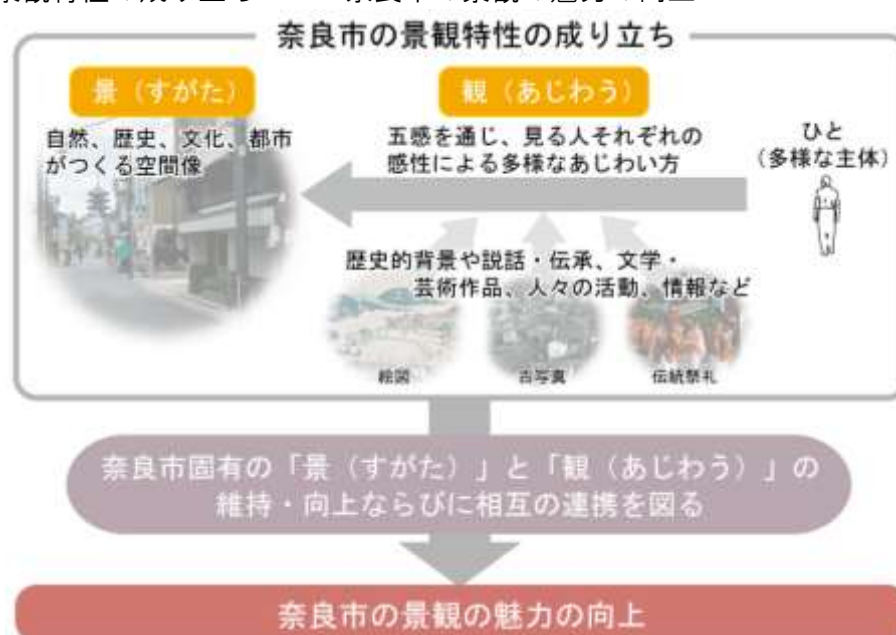 奈良市の景観特性の成り立ち
景（すがた）
自然、歴史、文化、都市
がつくる空間像
観（あじわう）
五感を通じ、見る人それぞれの
感性による多様なあじわい方
ひと
（多様な主体）
歴史的背景や説話・伝承、文学・
芸術作品、人々の活動、情報など
絵図
古写真
伝統祭礼
奈良市固有の「景（すがた）」と「観（あじわう）」の
維持・向上ならびに相互の連携を図る
奈良市の景観の魅力の向上